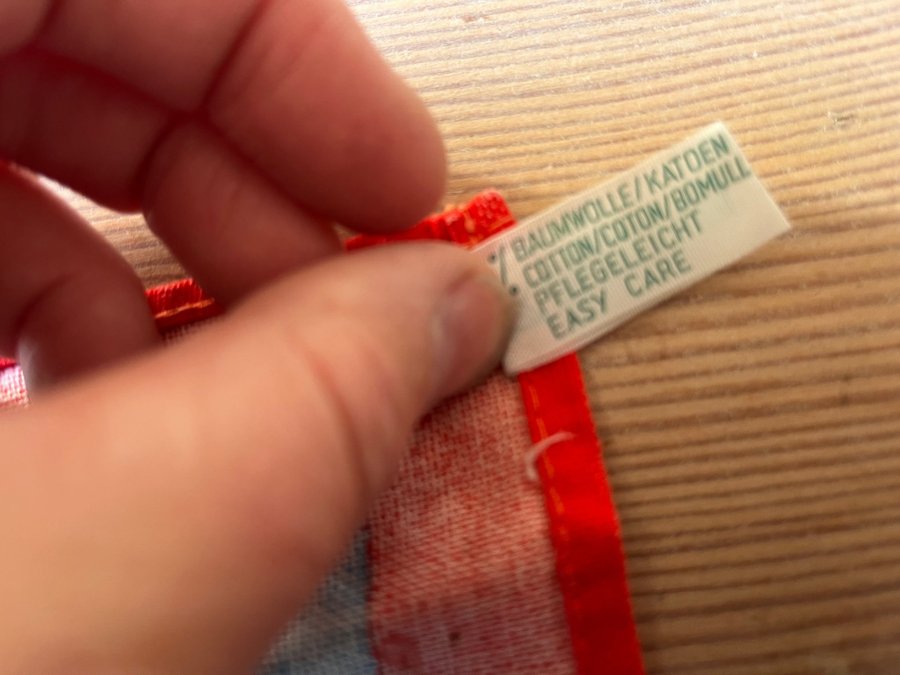 / BAUMWOLLE/KATOEN
COTTON/COTON/BOMULL
PFLEGELEICHT
EASY CARE